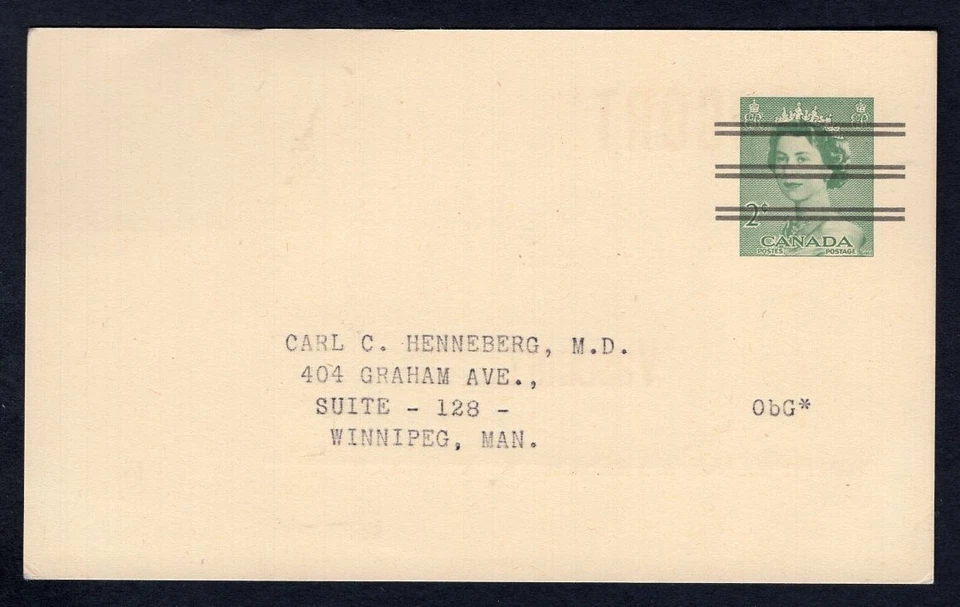 2¢
CANADA
POSTES POSTAGE
CARL C. HENNEBERG, M.D.
404 GRAHAM AVE.,
SUITE - 128 -
ObG*
WINNIPEG, MAN.